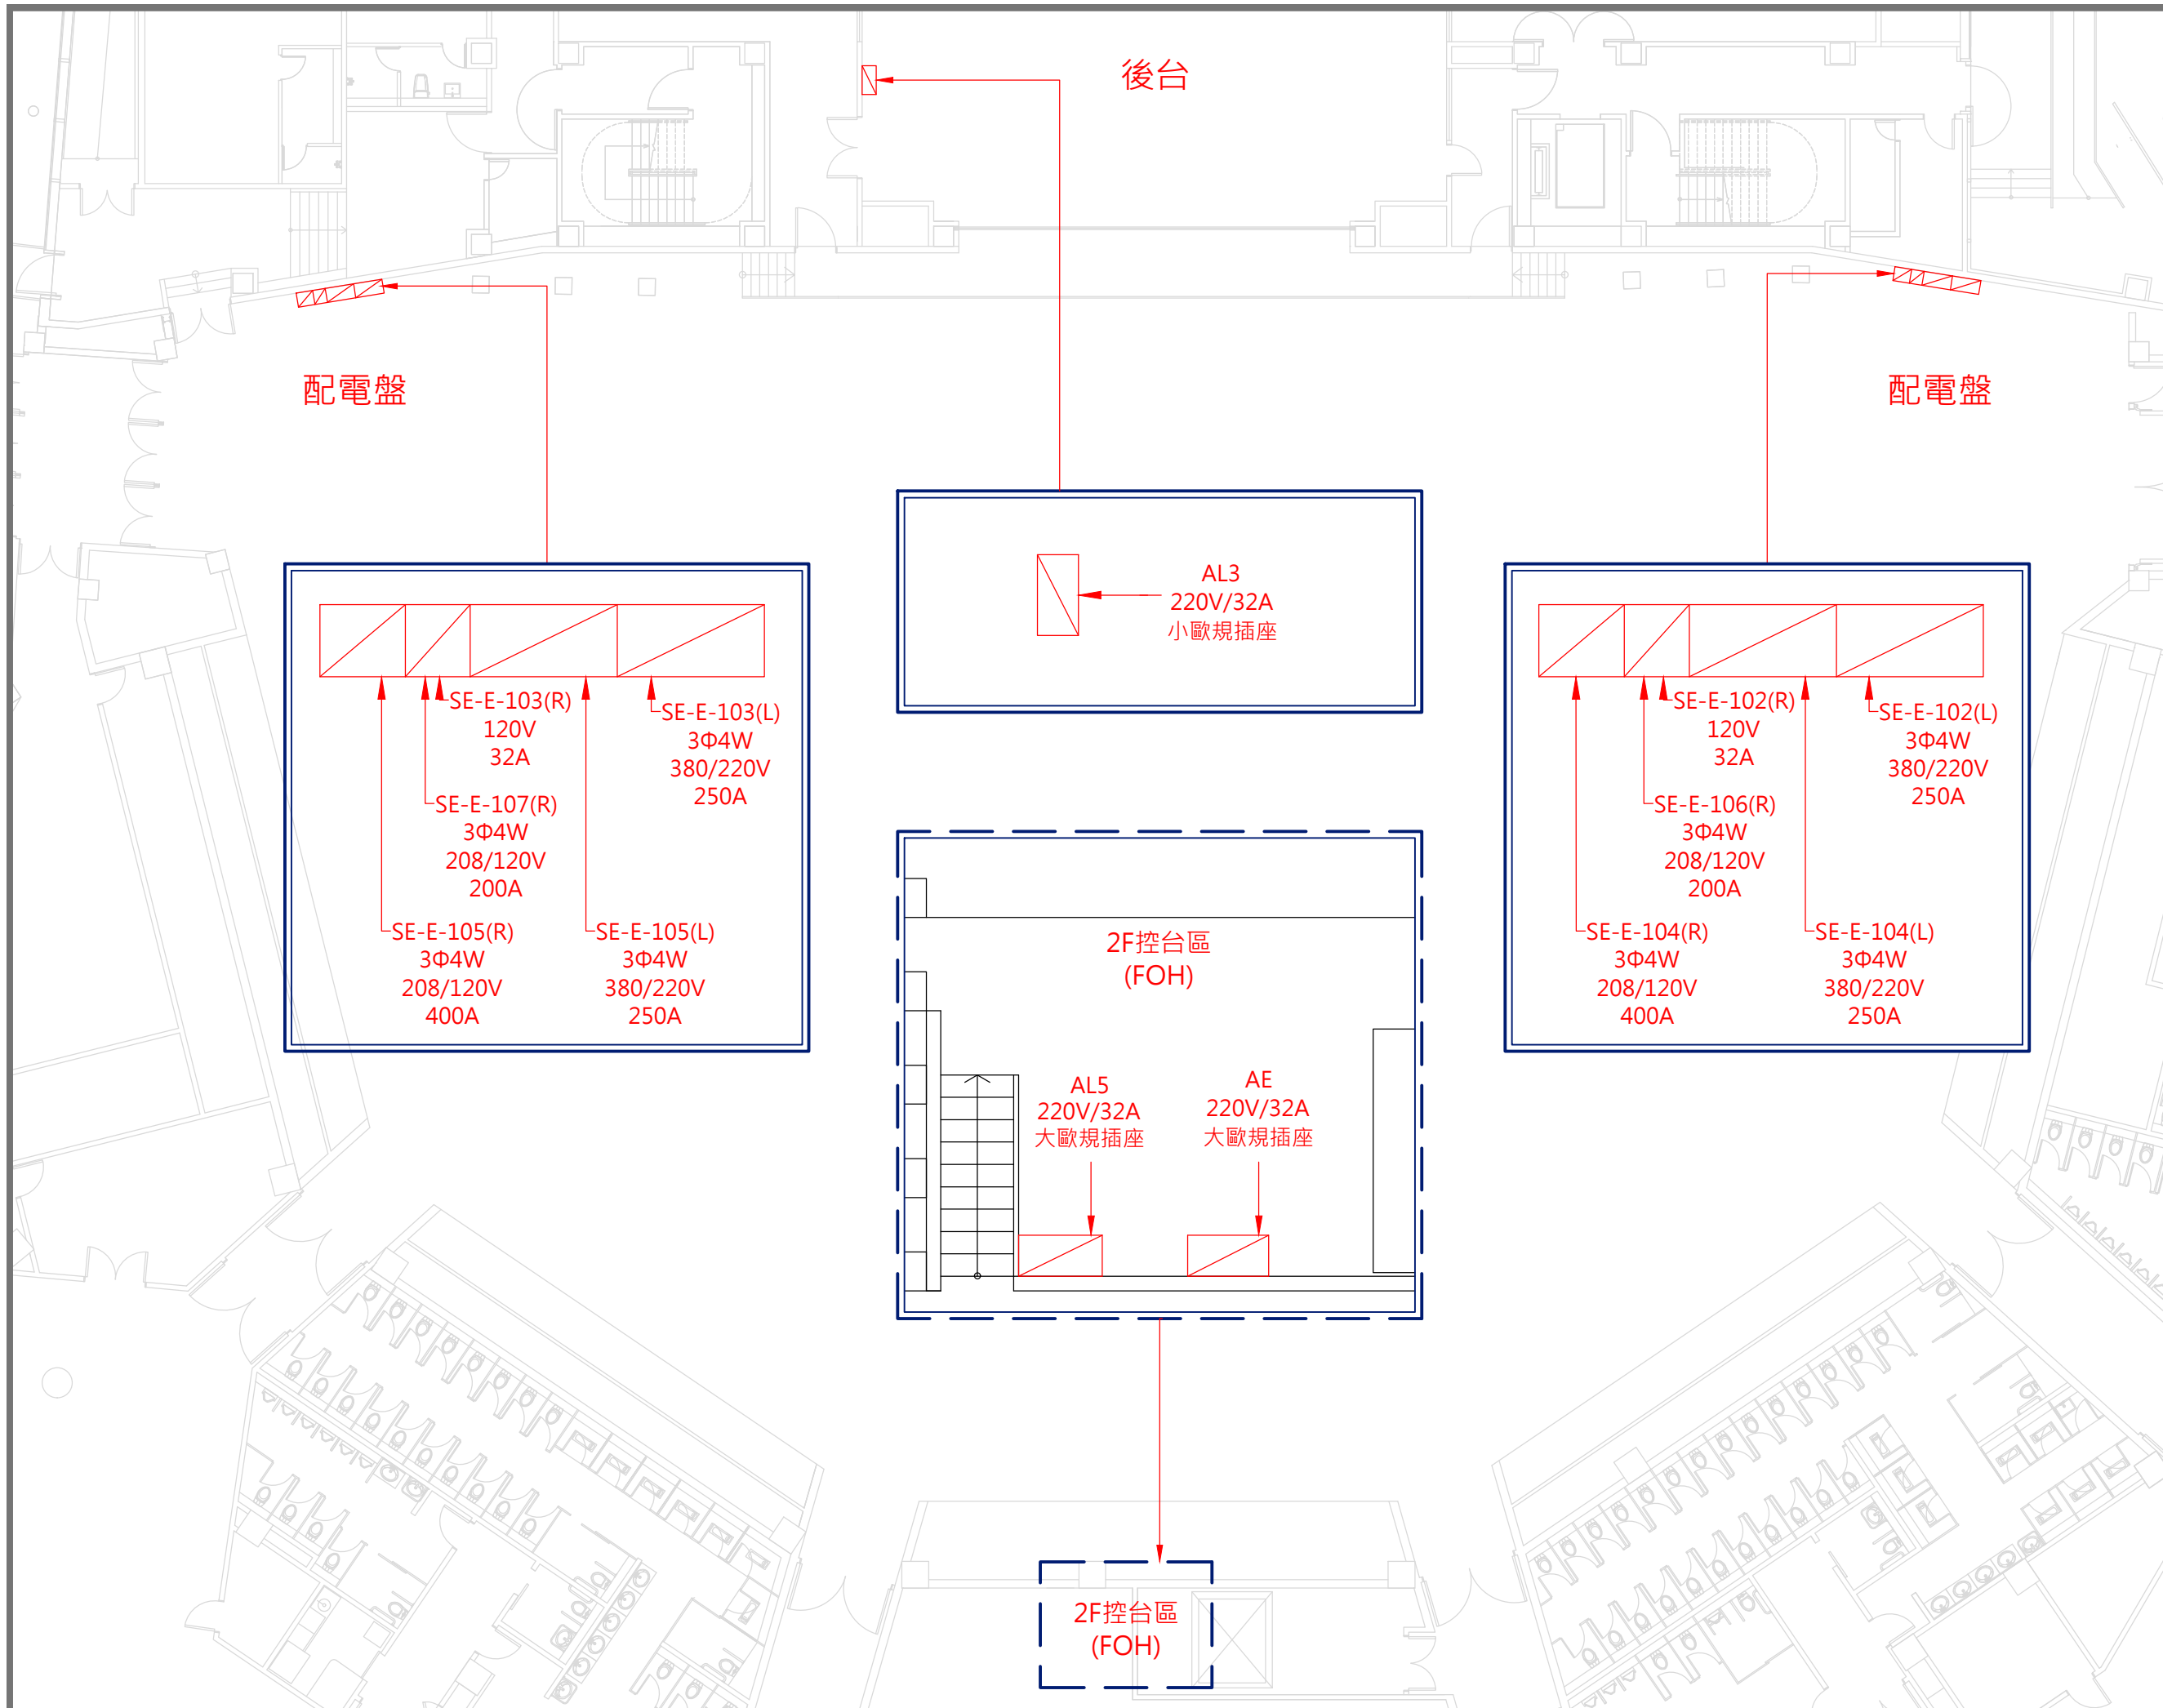 後台
配電盤
配電盤
AL3
220V/32A
小歐規插座
SE-E-103(R)
120V
32A
SE-E-103(L)
3Φ4W
380/220V
250A
SE-E-107(R)
3Φ4W
208/120V
200A
SE-E-105(R)
3Φ4W
208/120V
400A
SE-E-105(L)
3Φ4W
380/220V
250A
SE-E-102(R)
120V
32A
SE-E-102(L)
3Φ4W
380/220V
250A
SE-E-106(R)
3Φ4W
208/120V
200A
SE-E-104(R)
3Φ4W
208/120V
400A
SE-E-104(L)
3Φ4W
380/220V
250A
2F控台區
(FOH)
AL5
220V/32A
大歐規插座
AE
220V/32A
大歐規插座
2F控台區
(FOH)